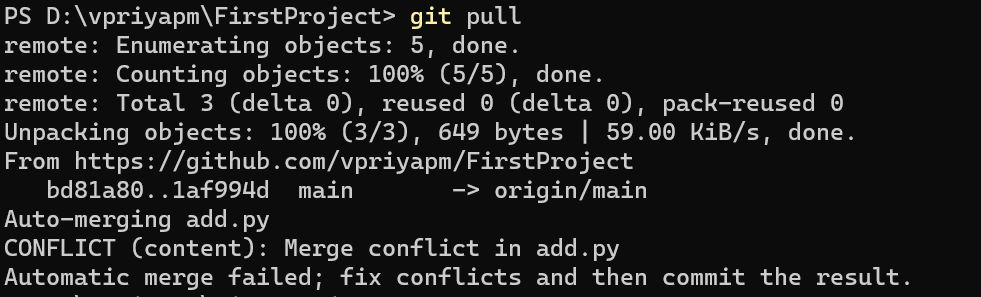 PS D:\vpriyapm\FirstProject> git pull
remote: Enumerating objects: 5, done.
remote: Counting objects: 100% (5/5), done.
remote: Total 3 (delta 0), reused 0 (delta 0), pack-reused 0
Unpacking objects: 100% (3/3), 649 bytes | 59.00 KiB/s, done.
From https://github.com/vpriyapm/FirstProject
   bd81a80..1af994d  main       -> origin/main
Auto-merging add.py
CONFLICT (content): Merge conflict in add.py
Automatic merge failed; fix conflicts and then commit the result.